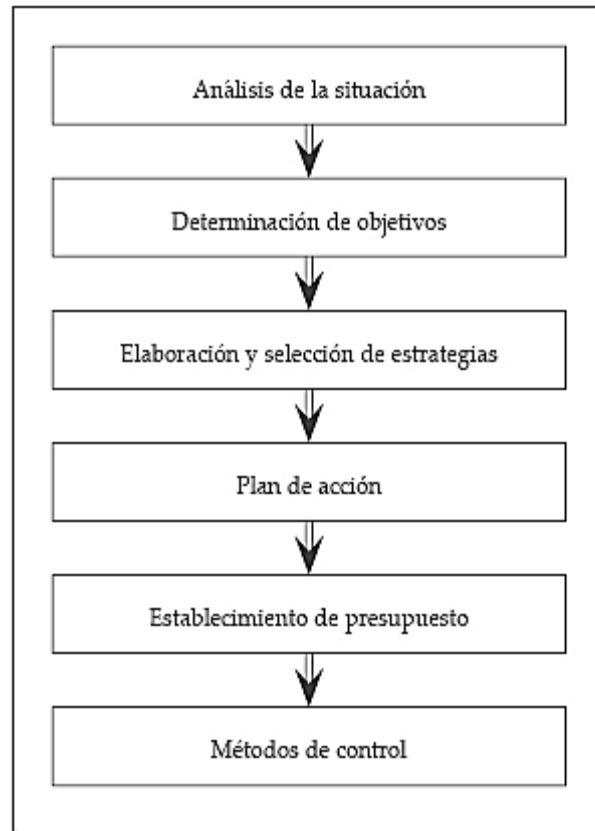 Análisis de la situación
Determinación de objetivos
Elaboración y selección de estrategias
Plan de acción
Establecimiento de presupuesto
Métodos de control